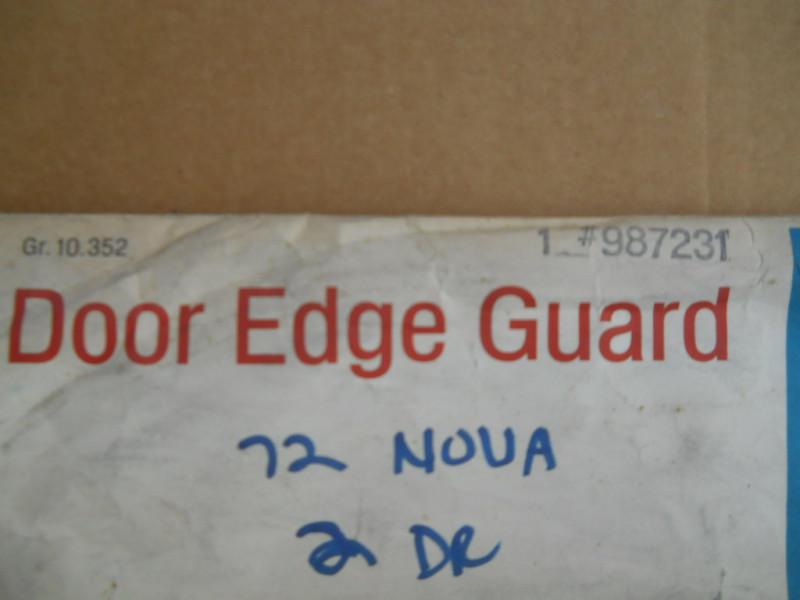 Gr. 10.352 1 #987231
Door Edge Guard
72 NOVA
2 DR